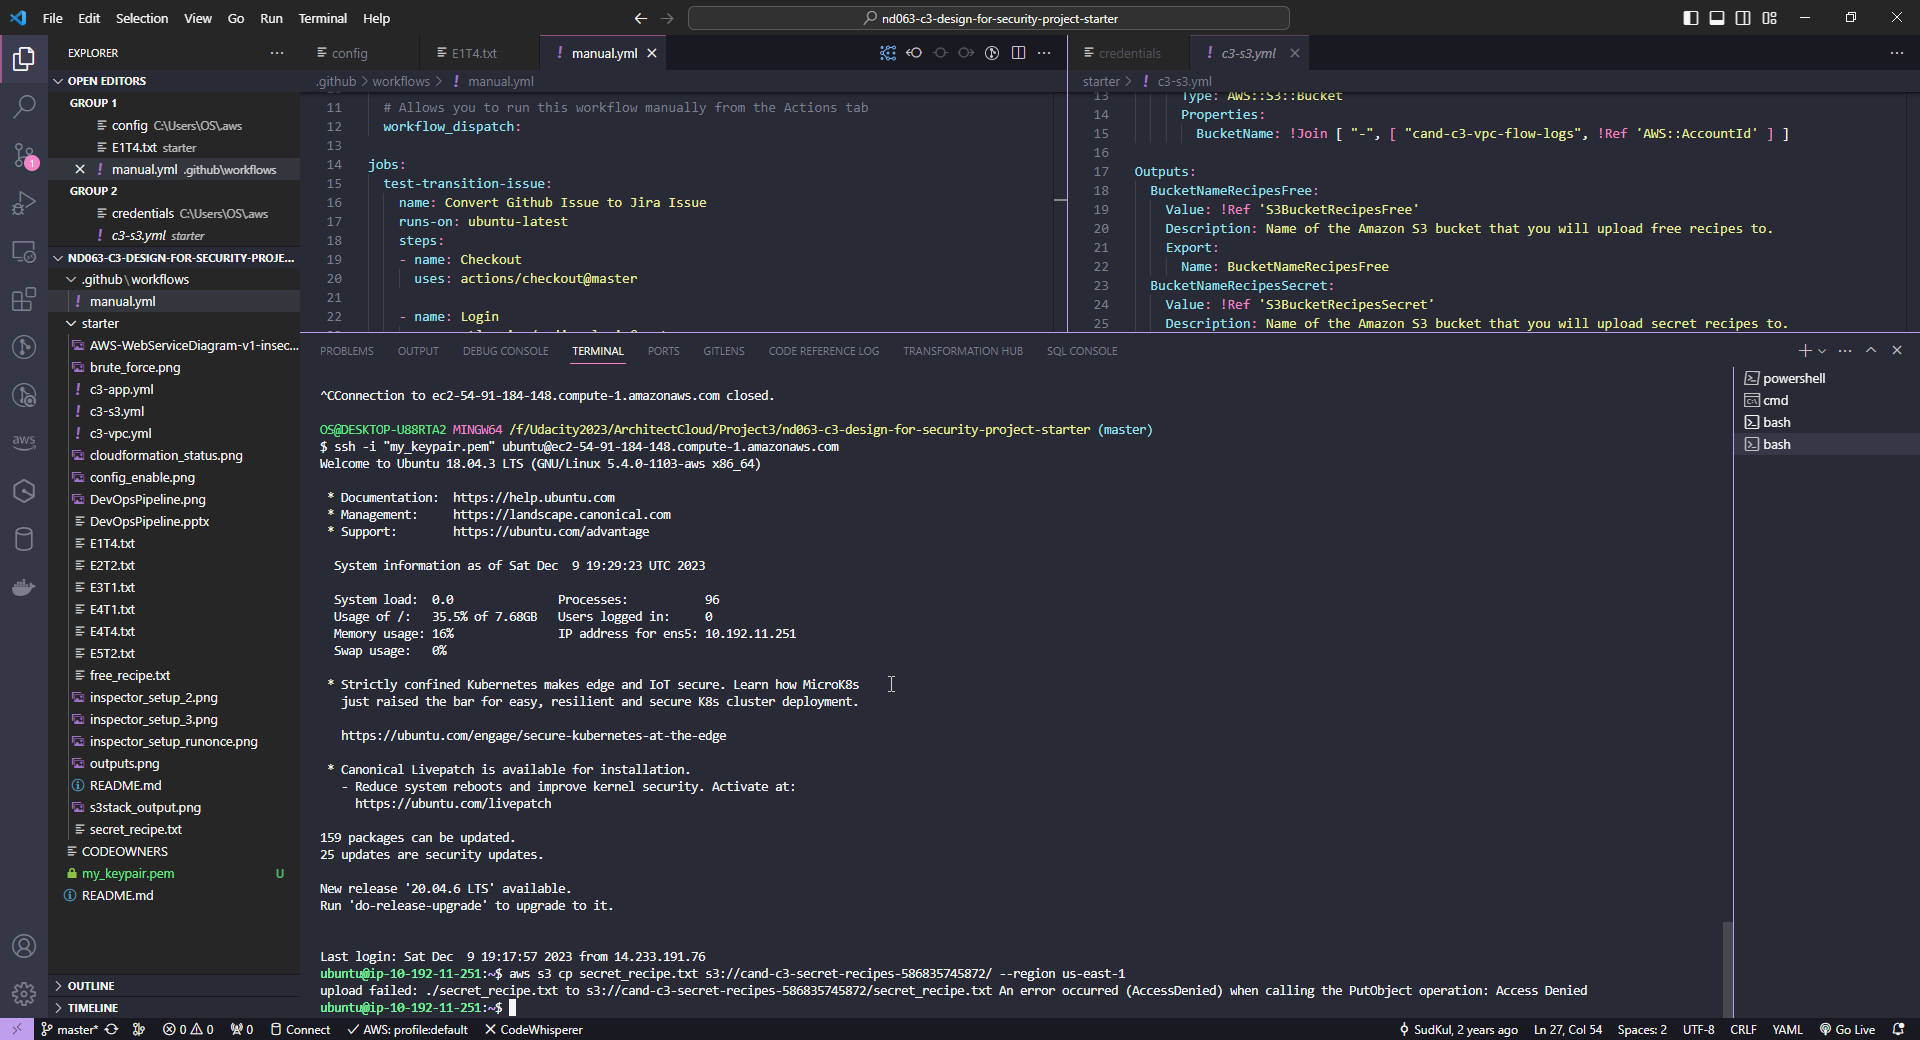 File Edit Selection View Go Run Terminal Help
nd063-c3-design-for-security-project-starter
EXPLORER
OPEN EDITORS
GROUP 1
config C:\Users\OS\.aws
E1T4.txt starter
manual.yml .github\workflows
GROUP 2
credentials C:\Users\OS\.aws
c3-s3.yml starter
ND063-C3-DESIGN-FOR-SECURITY-PROJE...
.github\workflows
manual.yml
starter
AWS-WebServiceDiagram-v1-insec...
brute_force.png
c3-app.yml
c3-s3.yml
c3-vpc.yml
cloudformation_status.png
config_enable.png
DevOpsPipeline.png
DevOpsPipeline.pptx
E1T4.txt
E2T2.txt
E3T1.txt
E4T1.txt
E4T4.txt
E5T2.txt
free_recipe.txt
inspector_setup_2.png
inspector_setup_3.png
inspector_setup_runonce.png
outputs.png
README.md
s3stack_output.png
secret_recipe.txt
CODEOWNERS
my_keypair.pem U
README.md
OUTLINE
TIMELINE
1
aws
config
E1T4.txt
manual.yml
.github > workflows > manual.yml
11 # Allows you to run this workflow manually from the Actions tab
12 workflow_dispatch:
13
14 jobs:
15 test-transition-issue:
16 name: Convert Github Issue to Jira Issue
17 runs-on: ubuntu-latest
18 steps:
19 - name: Checkout
20 uses: actions/checkout@master
21
22 - name: Login
credentials
c3-s3.yml
starter > c3-s3.yml
13 Type: AWS::S3::Bucket
14 Properties:
15 BucketName: !Join [ "-", [ "cand-c3-vpc-flow-logs", !Ref 'AWS::AccountId' ] ]
16
17 Outputs:
18 BucketNameRecipesFree:
19 Value: !Ref 'S3BucketRecipesFree'
20 Description: Name of the Amazon S3 bucket that you will upload free recipes to.
21 Export:
22 Name: BucketNameRecipesFree
23 BucketNameRecipesSecret:
24 Value: !Ref 'S3BucketRecipesSecret'
25 Description: Name of the Amazon S3 bucket that you will upload secret recipes to.
PROBLEMS OUTPUT DEBUG CONSOLE TERMINAL PORTS GITLENS CODE REFERENCE LOG TRANSFORMATION HUB SQL CONSOLE
powershell
cmd
bash
bash
^CConnection to ec2-54-91-184-148.compute-1.amazonaws.com closed.
OS@DESKTOP-U88RTA2 MINGW64 /f/Udacity2023/ArchitectCloud/Project3/nd063-c3-design-for-security-project-starter (master)
$ ssh -i "my_keypair.pem" ubuntu@ec2-54-91-184-148.compute-1.amazonaws.com
Welcome to Ubuntu 18.04.3 LTS (GNU/Linux 5.4.0-1103-aws x86_64)
* Documentation: https://help.ubuntu.com
* Management: https://landscape.canonical.com
* Support: https://ubuntu.com/advantage
System information as of Sat Dec 9 19:29:23 UTC 2023
System load: 0.0 Processes: 96
Usage of /: 35.5% of 7.68GB Users logged in: 0
Memory usage: 16% IP address for ens5: 10.192.11.251
Swap usage: 0%
* Strictly confined Kubernetes makes edge and IoT secure. Learn how MicroK8s
just raised the bar for easy, resilient and secure K8s cluster deployment.
https://ubuntu.com/engage/secure-kubernetes-at-the-edge
* Canonical Livepatch is available for installation.
- Reduce system reboots and improve kernel security. Activate at:
https://ubuntu.com/livepatch
159 packages can be updated.
25 updates are security updates.
New release '20.04.6 LTS' available.
Run 'do-release-upgrade' to upgrade to it.
Last login: Sat Dec 9 19:17:57 2023 from 14.233.191.76
ubuntu@ip-10-192-11-251:~$ aws s3 cp secret_recipe.txt s3://cand-c3-secret-recipes-586835745872/ --region us-east-1
upload failed: ./secret_recipe.txt to s3://cand-c3-secret-recipes-586835745872/secret_recipe.txt An error occurred (AccessDenied) when calling the PutObject operation: Access Denied
ubuntu@ip-10-192-11-251:~$
master* 0 0 0 Connect AWS: profile:default CodeWhisperer
SudKul, 2 years ago Ln 27, Col 54 Spaces: 2 UTF-8 CRLF YAML Go Live